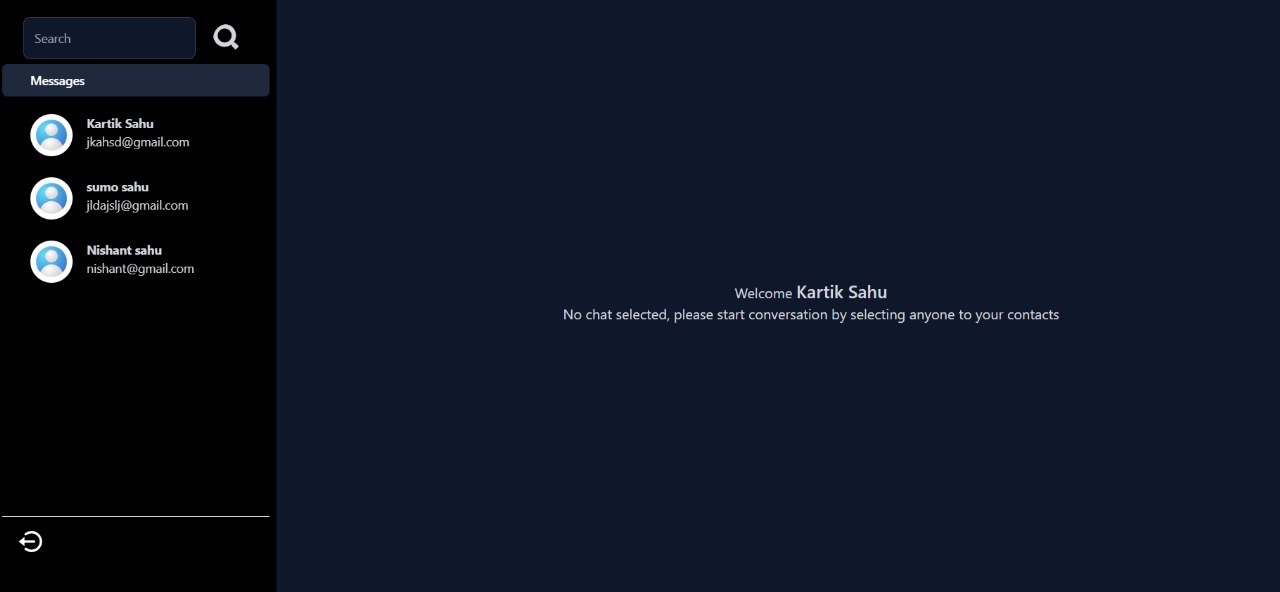 Search
Messages
Kartik Sahu
jkahsd@gmail.com
sumo sahu
jldajslj@gmail.com
Nishant sahu
nishant@gmail.com
Welcome Kartik Sahu
No chat selected, please start conversation by selecting anyone to your contacts